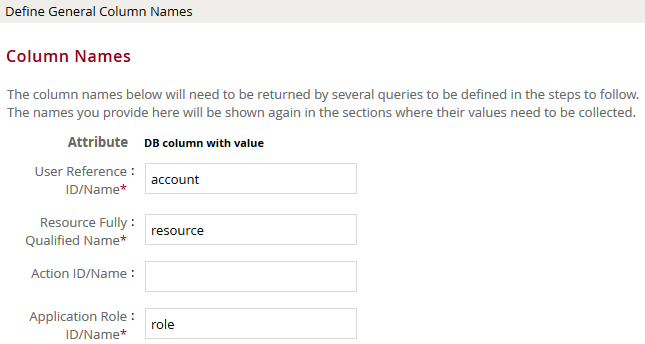 Define General Column Names
Column Names
The column names below will need to be returned by several queries to be defined in the steps to follow.
The names you provide here will be shown again in the sections where their values need to be collected.
Attribute DB column with value
User Reference :
ID/Name*
account
Resource Fully :
Qualified Name*
resource
Action ID/Name :
Application Role :
ID/Name*
role